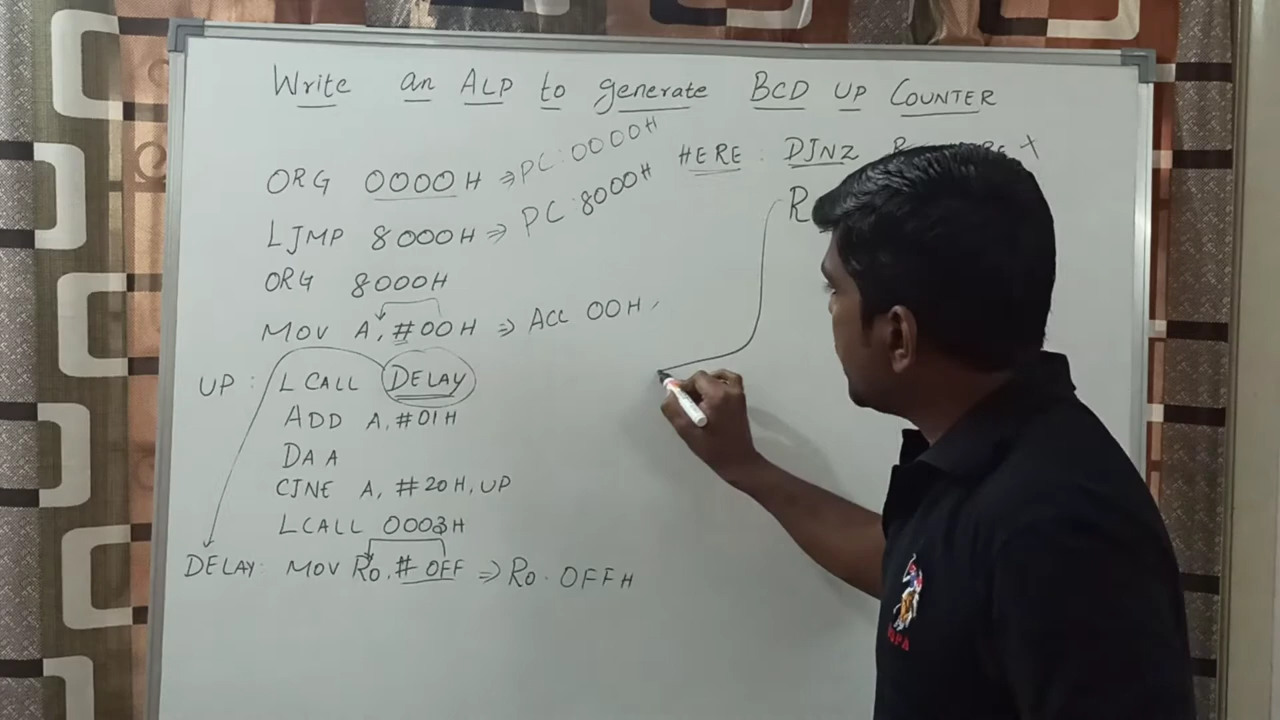 Write an ALP to generate BCD UP COUNTER
ORG 0000H ⇒ PC:0000H
LJMP 8000H ⇒ PC:8000H
ORG 8000H
MOV A, #00H ⇒ ACC 00H,
UP: LCALL DELAY
ADD A, #01H
DA A
CJNE A, #20H, UP
LCALL 0003H
DELAY: MOV R0, #0FF ⇒ R0. 0FFH
HERE: DJNZ
R